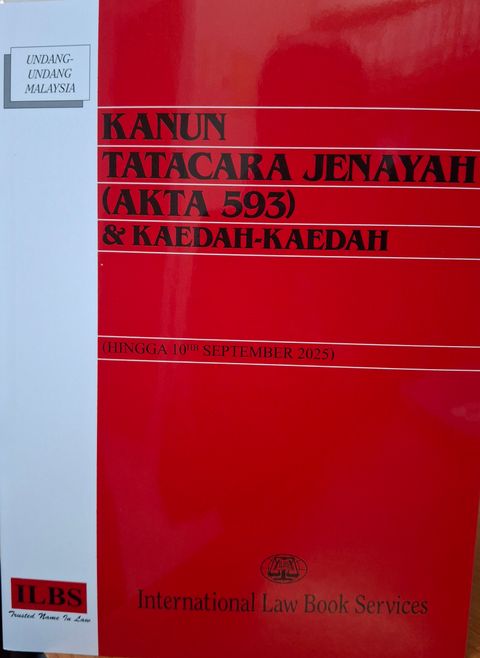 UNDANG-
UNDANG
MALAYSIA
KANUN
TATACARA JENAYAH
(AKTA 593)
& KAEDAH-KAEDAH
(HINGGA 10TH SEPTEMBER 2025)
International Law Book Services
ILBS
Trusted Name In Law